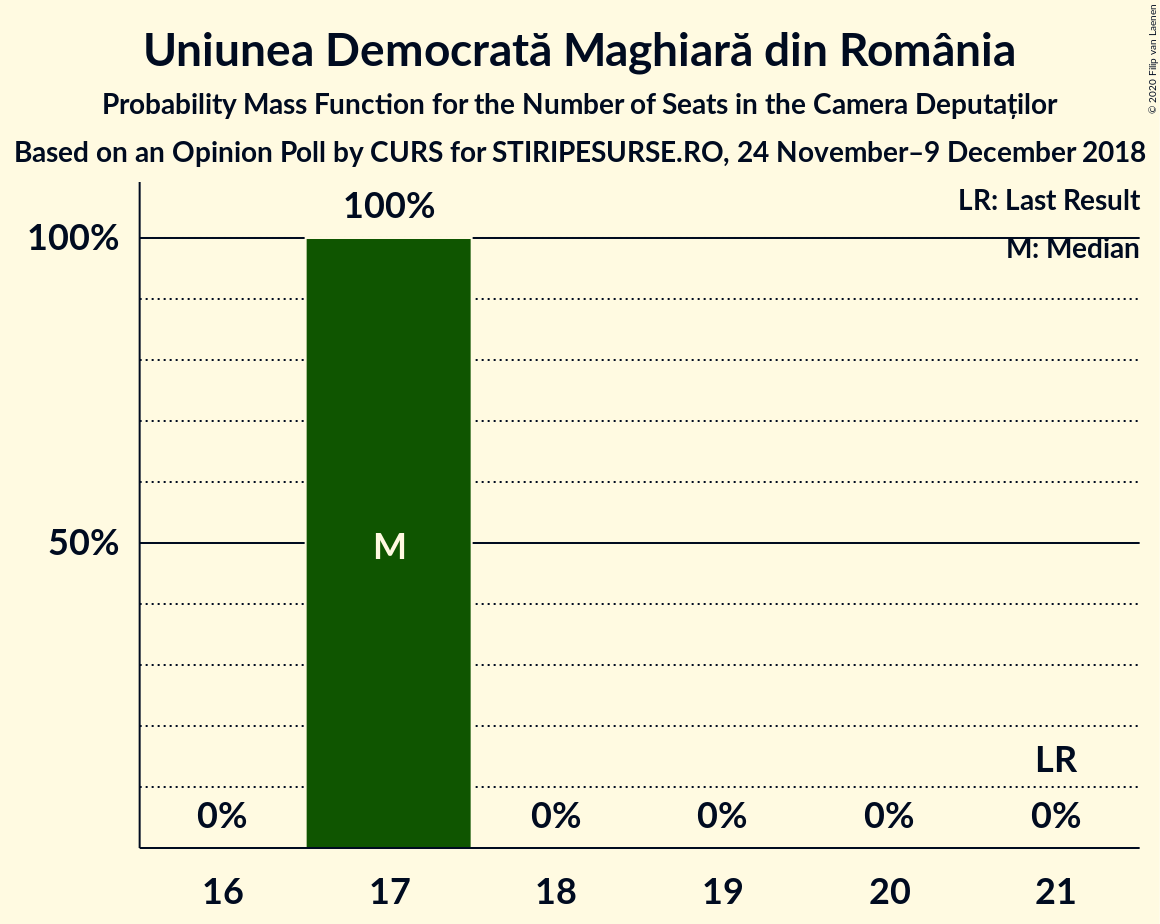 Uniunea Democrată Maghiară din România
Probability Mass Function for the Number of Seats in the Camera Deputaților
Based on an Opinion Poll by CURS for STIRIPESURSE.RO, 24 November–9 December 2018
© 2020 Filip van Laenen
LR: Last Result
M: Median
100%
100%
50%
M
LR
0%
0%
0%
0%
0%
16
17
18
19
20
21